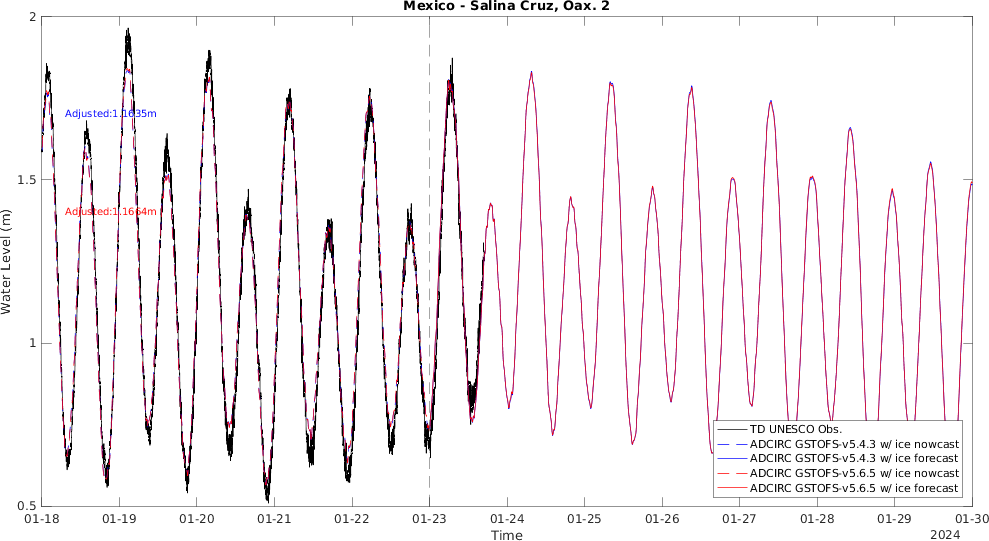 Mexico - Salina Cruz, Oax. 2
Water Level (m)
2
1.5
1
0.5
Adjusted:1.1635m
Adjusted:1.1664m
TD UNESCO Obs.
ADCIRC GSTOFS-v5.4.3 w/ ice nowcast
ADCIRC GSTOFS-v5.4.3 w/ ice forecast
ADCIRC GSTOFS-v5.6.5 w/ ice nowcast
ADCIRC GSTOFS-v5.6.5 w/ ice forecast
01-18 01-19 01-20 01-21 01-22 01-23 01-24 01-25 01-26 01-27 01-28 01-29 01-30
Time
2024